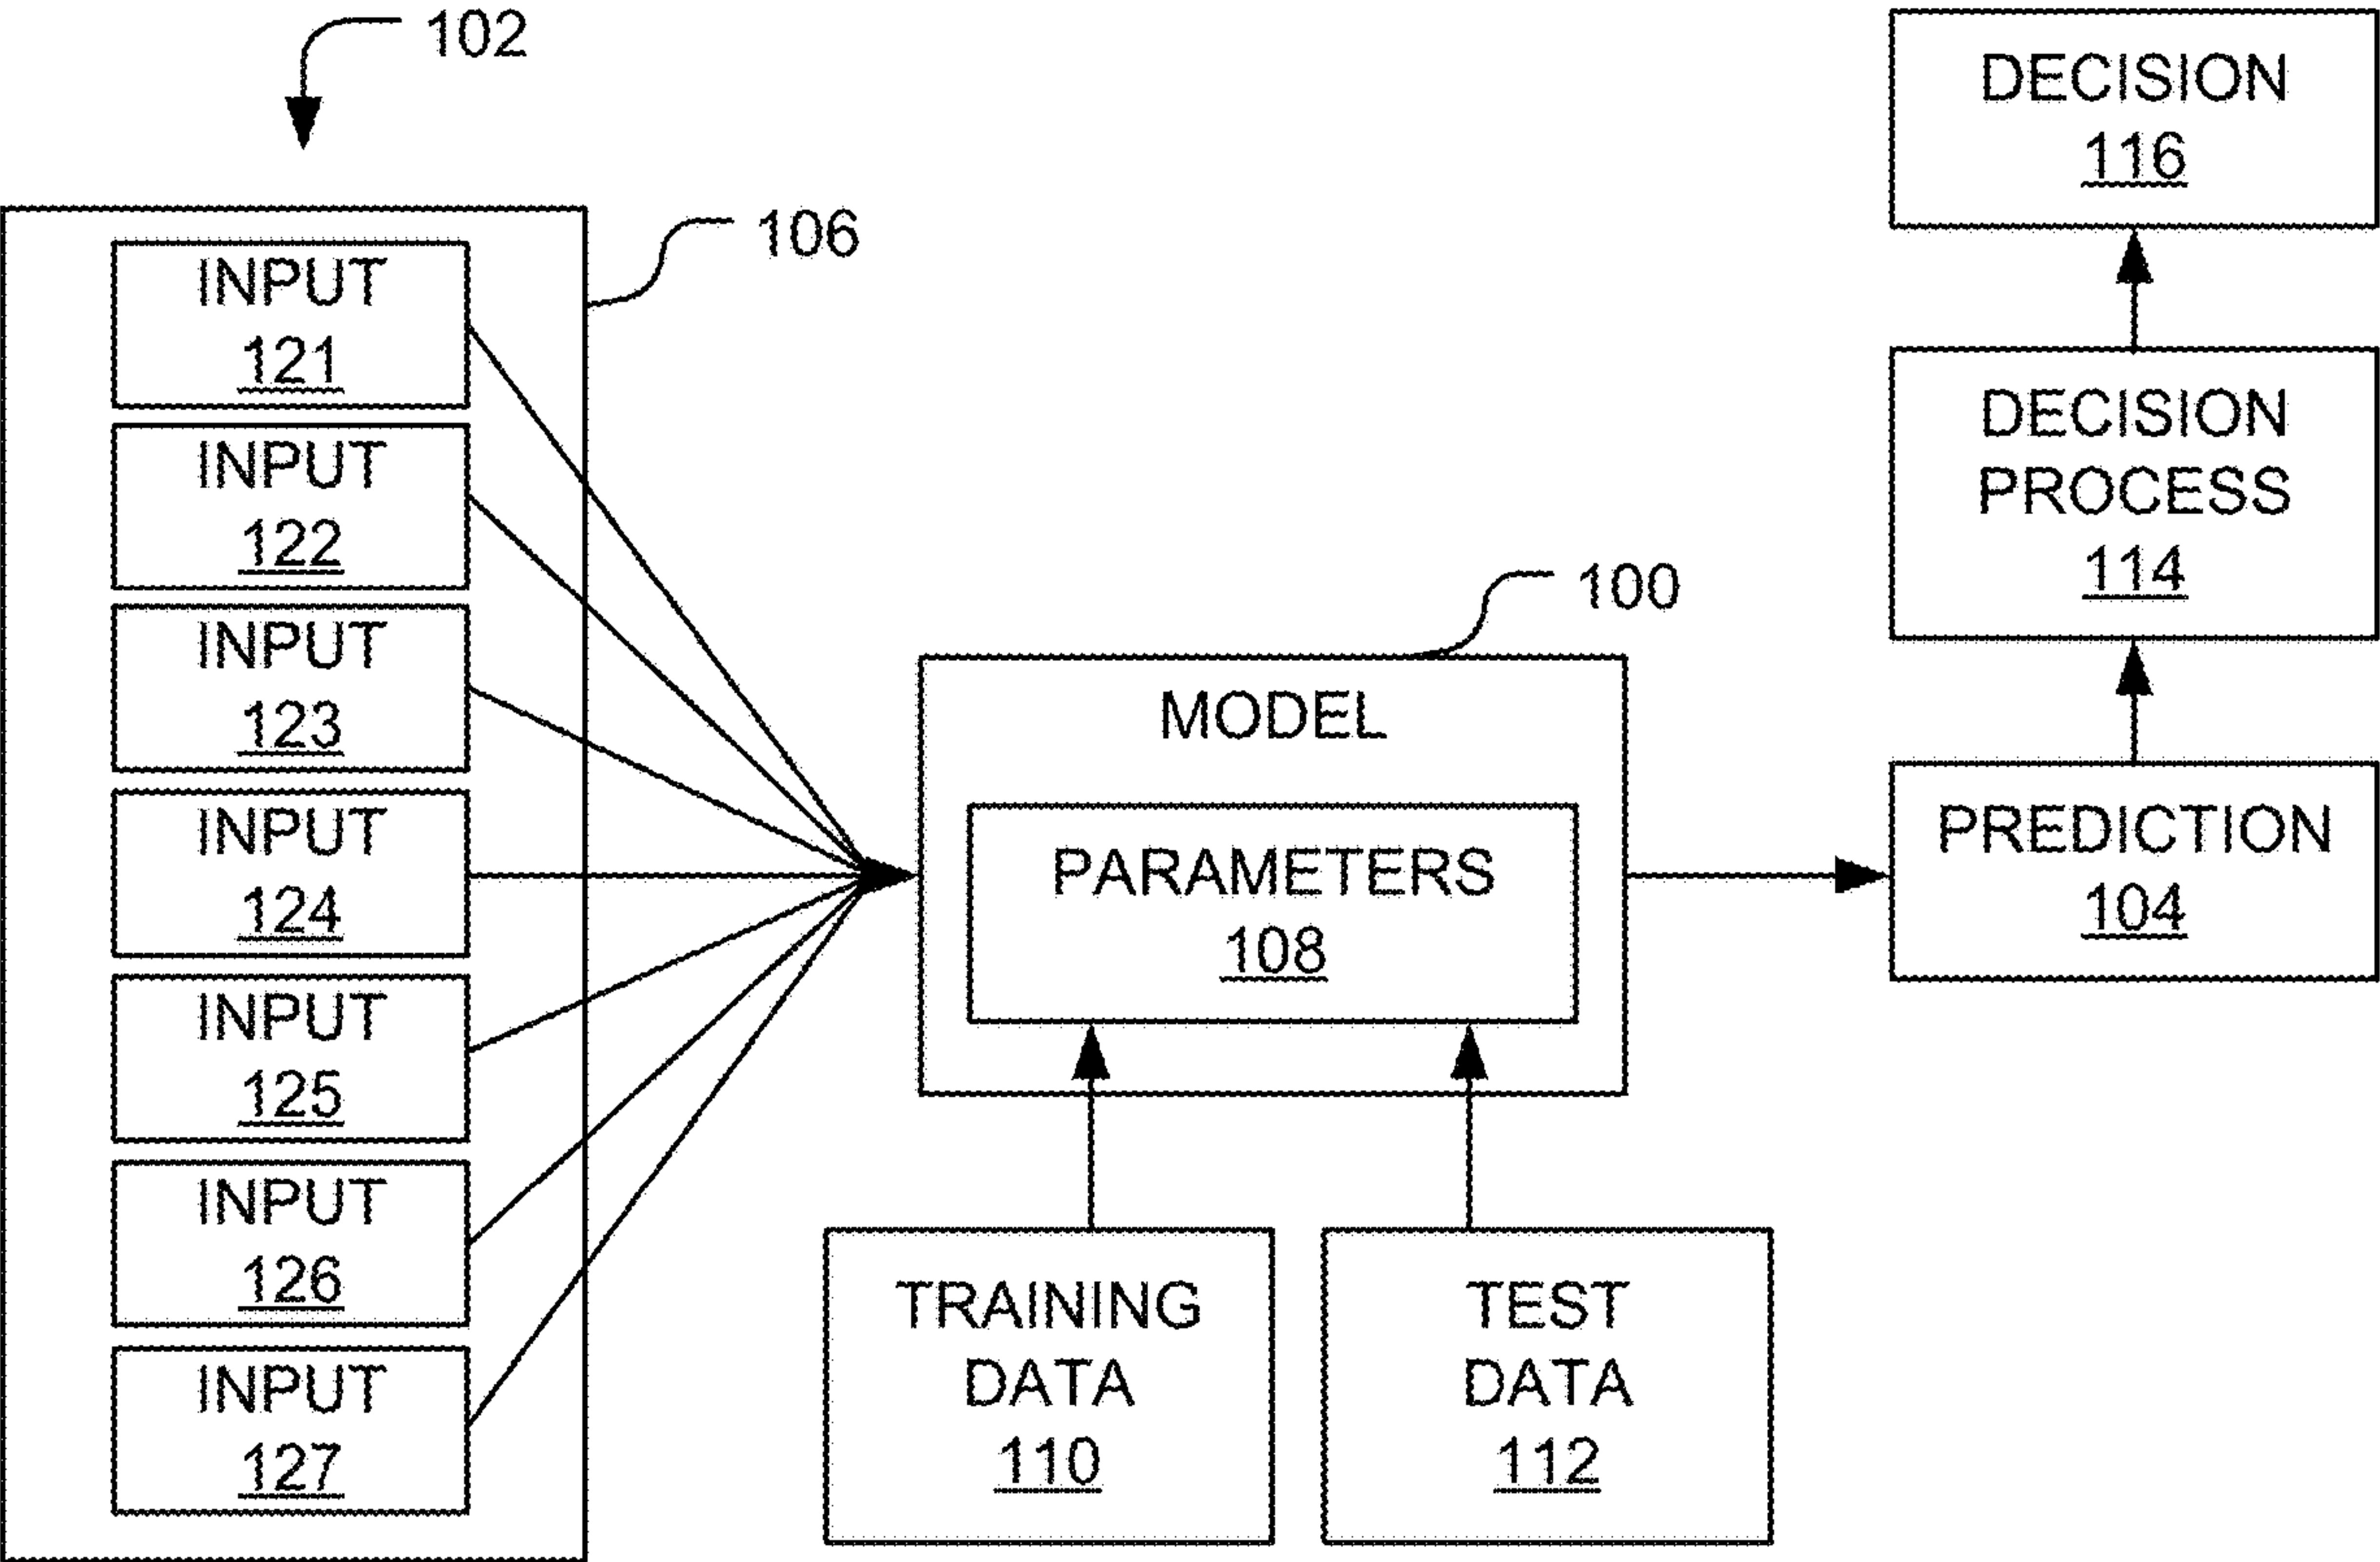 102
106
INPUT
121
INPUT
122
INPUT
123
INPUT
124
INPUT
125
INPUT
126
INPUT
127
100
MODEL
PARAMETERS
108
TRAINING
DATA
110
TEST
DATA
112
DECISION
116
DECISION
PROCESS
114
PREDICTION
104